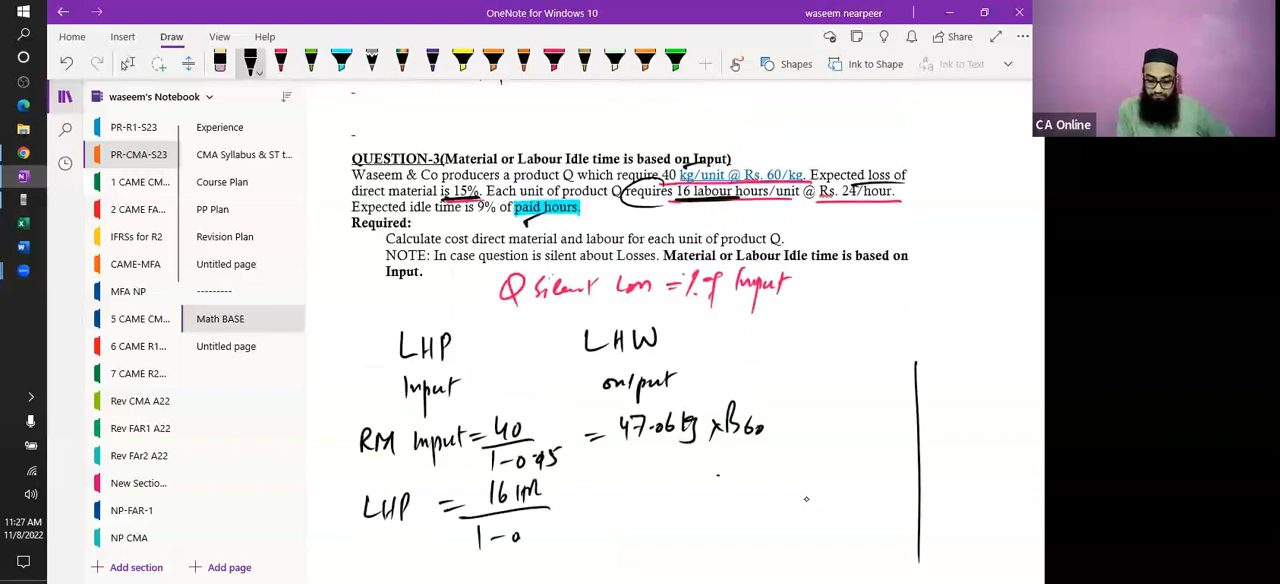 OneNote for Windows 10
waseem nearpeer
Home Insert Draw View Help
Share
Shapes Ink to Shape Ink to Text
waseem's Notebook
PR-R1-S23
PR-CMA-S23
1 CAME CM...
2 CAME FA...
IFRSs for R2
CAME-MFA
MFA NP
5 CAME CM...
6 CAME R1...
7 CAME R2...
Rev CMA A22
Rev FAR1 A22
Rev FAr2 A22
New Sectio...
NP-FAR-1
NP CMA
Add section
Experience
CMA Syllabus & ST t...
Course Plan
PP Plan
Revision Plan
Untitled page
---------
Math BASE
Untitled page
Add page
QUESTION-3(Material or Labour Idle time is based on Input)
Waseem & Co producers a product Q which require 40 kg/unit @ Rs. 60/kg. Expected loss of
direct material is 15%. Each unit of product Q requires 16 labour hours/unit @ Rs. 24/hour.
Expected idle time is 9% of paid hours.
Required:
Calculate cost direct material and labour for each unit of product Q.
NOTE: In case question is silent about Losses. Material or Labour Idle time is based on
Input.
Q silent Loss = % of Input
LHP LHW
Input output
RM Input = 40 / 1-0.15 = 47.06 kg x Rs 60
LHP = 16 HR / 1-0
CA Online
11:27 AM
11/8/2022